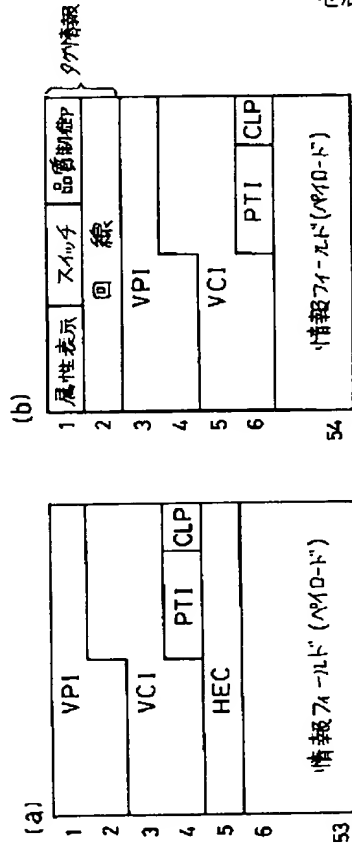 (a)
1 VPI
2
3 VCI
4 PTI CLP
5 HEC
6
情報フィールド(ペイロード)
53
(b)
タグ情報
1 属性表示 スイッチ 品質制御
2 回線
3 VPI
4
5 VCI
6 PTI CLP
情報フィールド(ペイロード)
54